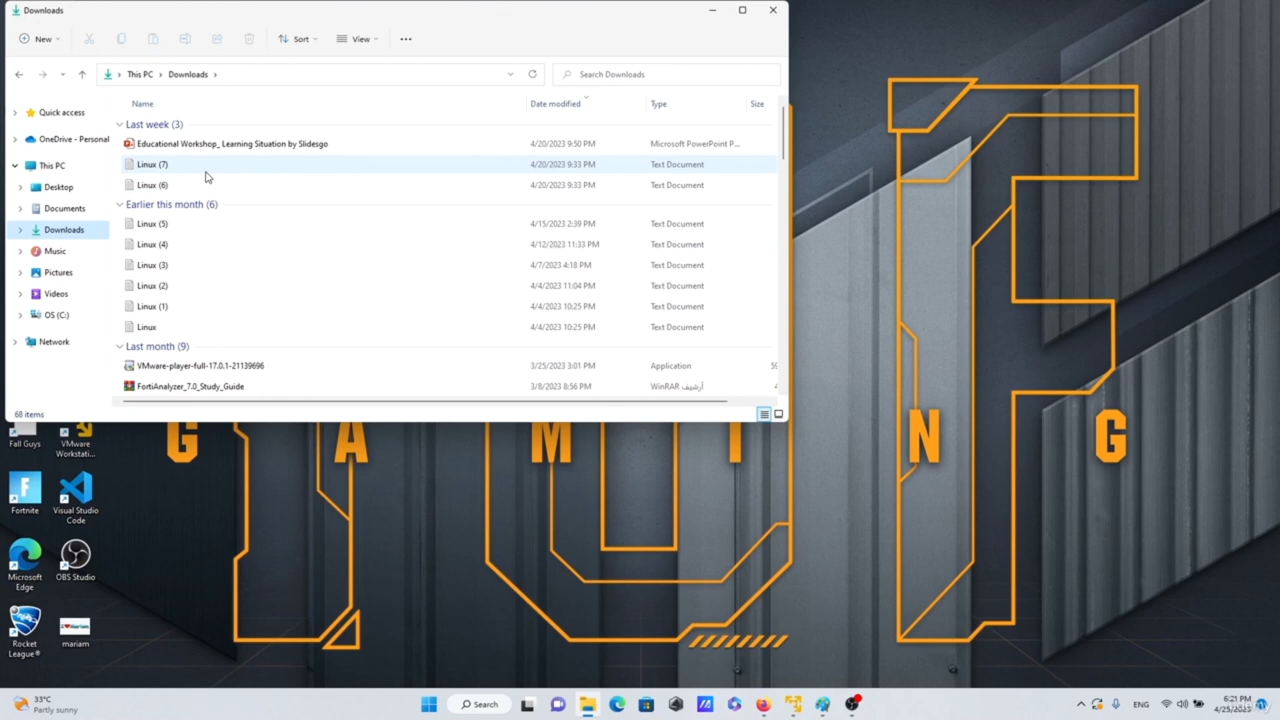 Downloads
New
Sort
View
This PC
Downloads
Search Downloads
Name
Date modified
Type
Size
Quick access
OneDrive - Personal
This PC
Desktop
Documents
Downloads
Music
Pictures
Videos
OS (C:)
Network
Last week (3)
Educational Workshop_ Learning Situation by Slidesgo 4/20/2023 9:50 PM Microsoft PowerPoint P...
Linux (7) 4/20/2023 9:33 PM Text Document
Linux (6) 4/20/2023 9:33 PM Text Document
Earlier this month (6)
Linux (5) 4/15/2023 2:39 PM Text Document
Linux (4) 4/12/2023 11:33 PM Text Document
Linux (3) 4/7/2023 4:18 PM Text Document
Linux (2) 4/4/2023 11:04 PM Text Document
Linux (1) 4/4/2023 10:25 PM Text Document
Linux 4/4/2023 10:25 PM Text Document
Last month (9)
VMware-player-full-17.0.1-21139696 3/25/2023 3:01 PM Application 59
FortiAnalyzer_7.0_Study_Guide 3/8/2023 8:56 PM أرشيف WinRAR 4
68 items
GAMING
Fall Guys
VMware Workstati...
Fortnite
Visual Studio Code
Microsoft Edge
OBS Studio
Rocket League®
mariam
33°C
Partly sunny
Search
ENG
6:21 PM
4/25/2023